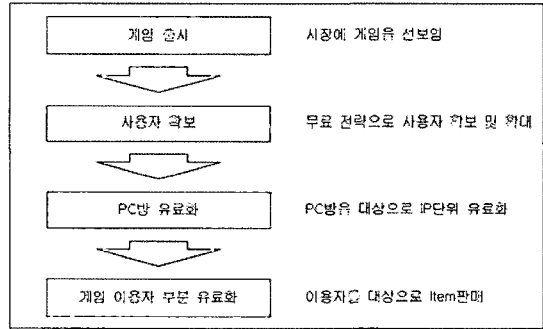 게임 출시 시장에 게임을 선보임
사용자 확보 무료 전략으로 사용자 확보 및 확대
PC방 유료화 PC방을 대상으로 IP단위 유료화
게임 이용자 부분 유료화 이용자를 대상으로 Item판매